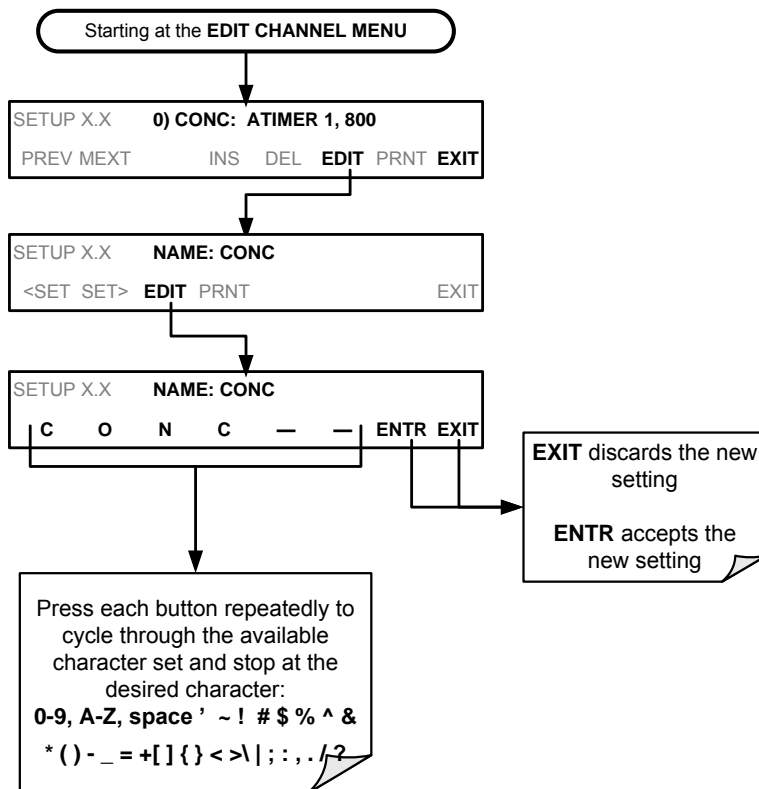 Starting at the EDIT CHANNEL MENU
SETUP X.X 0) CONC: ATIMER 1, 800
PREV MEXT INS DEL EDIT PRNT EXIT
SETUP X.X NAME: CONC
<SET SET> EDIT PRNT EXIT
SETUP X.X NAME: CONC
C O N C — — ENTR EXIT
EXIT discards the new
setting
ENTR accepts the
new setting
Press each button repeatedly to
cycle through the available
character set and stop at the
desired character:
0-9, A-Z, space ' ~ ! # $ % ^ &
* ( ) - _ = +[ ] { } < >\ | ; : , . / ?